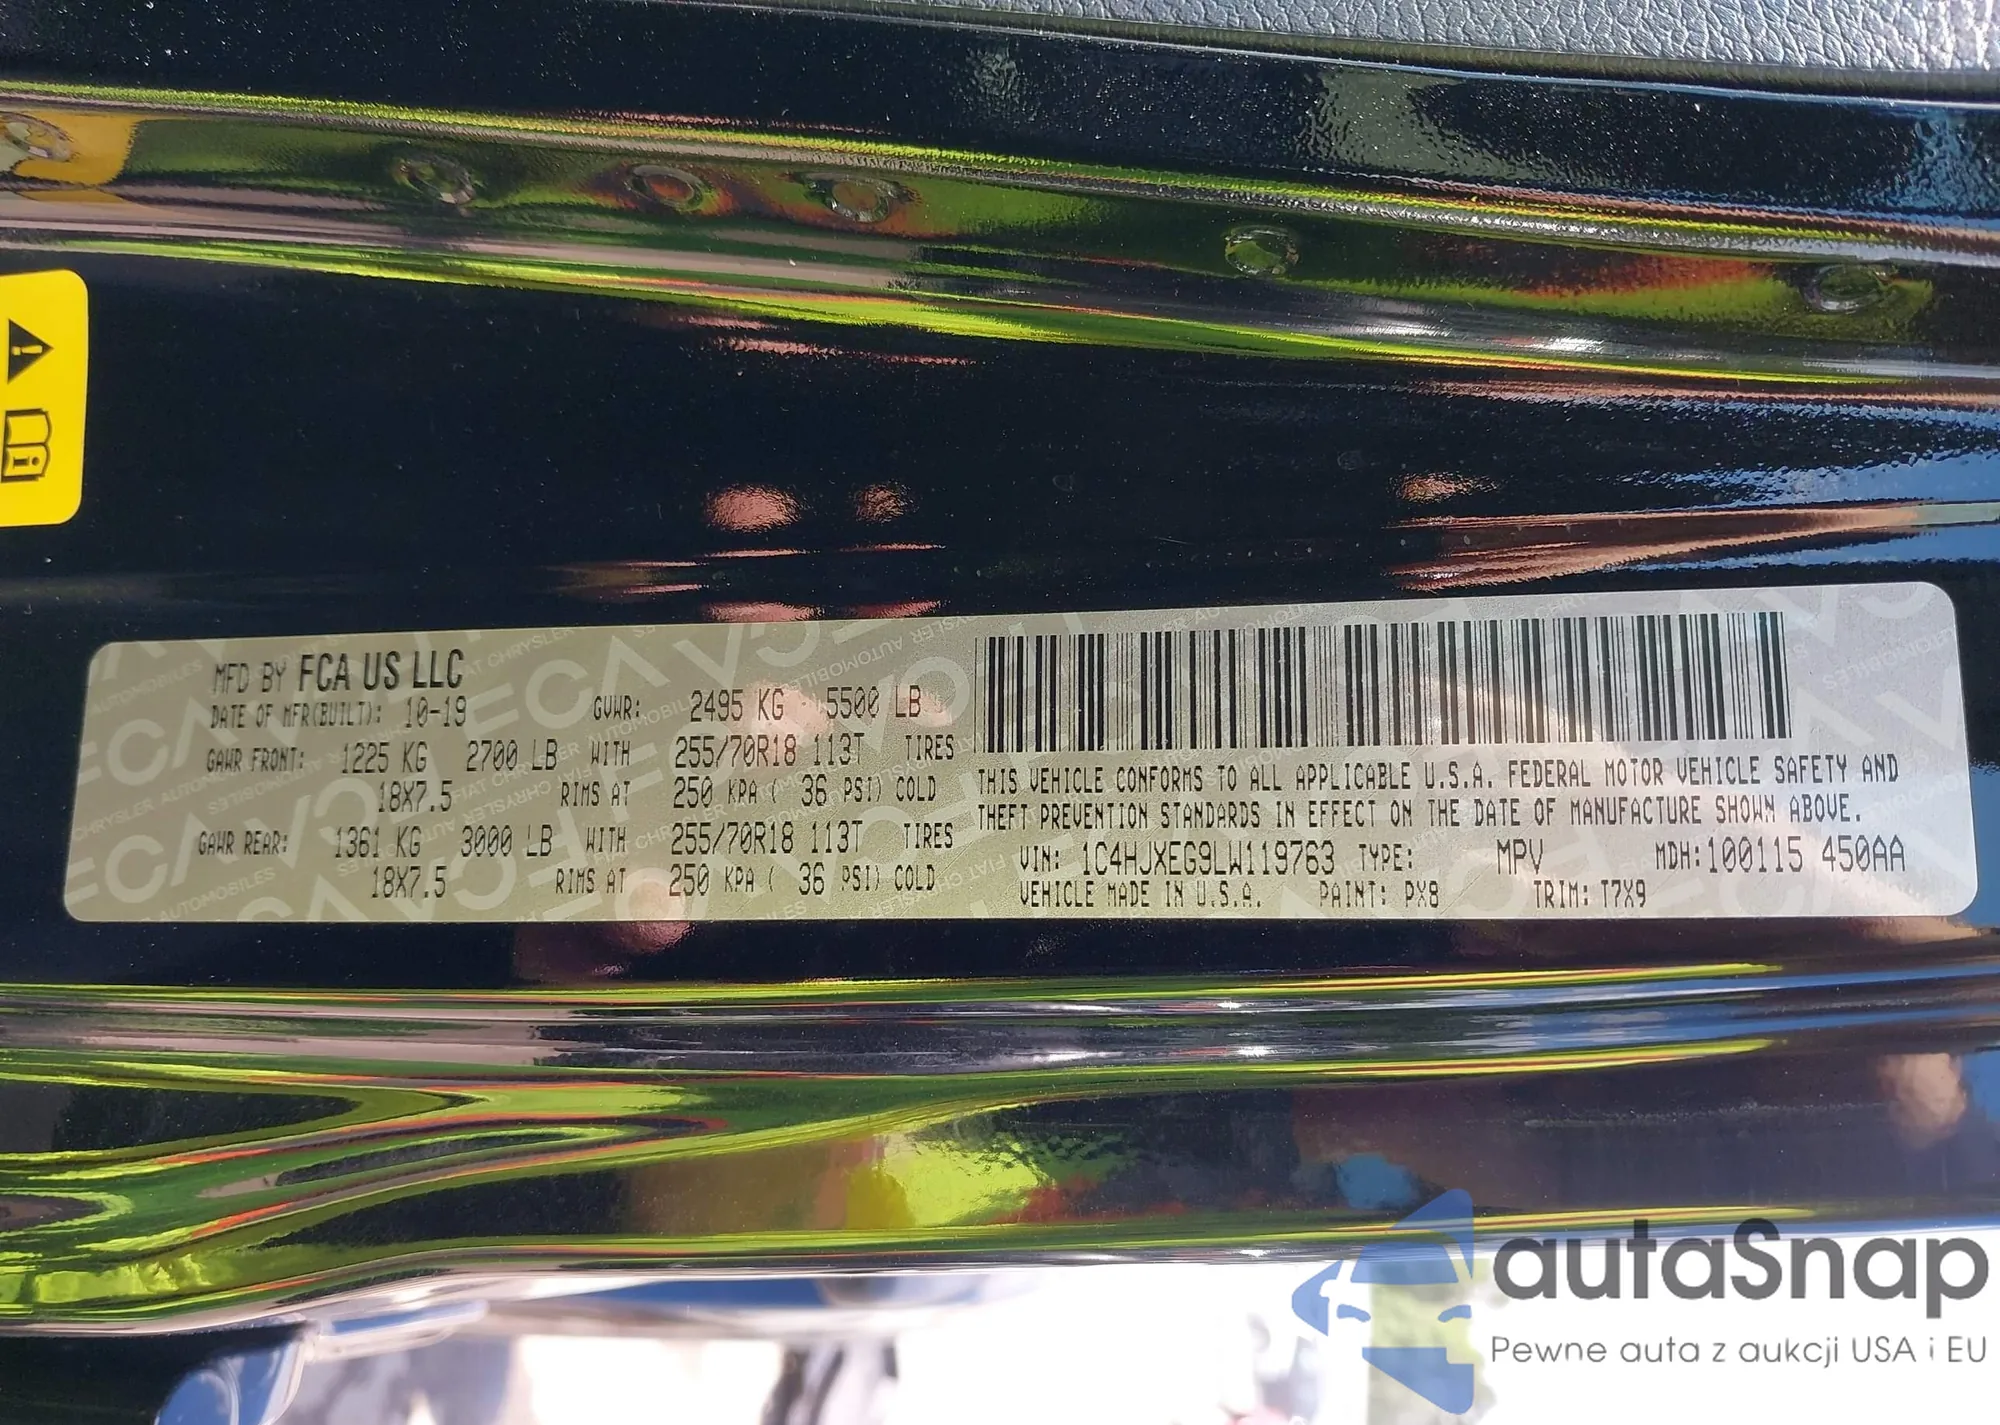 MFD BY FCA US LLC
DATE OF MFR(BUILT): 10-19 GVWR: 2495 KG 5500 LB
GAWR FRONT: 1225 KG 2700 LB WITH 255/70R18 113T TIRES
18X7.5 RIMS AT 250 KPA ( 36 PSI) COLD
GAWR REAR: 1361 KG 3000 LB WITH 255/70R18 113T TIRES
18X7.5 RIMS AT 250 KPA ( 36 PSI) COLD
THIS VEHICLE CONFORMS TO ALL APPLICABLE U.S.A. FEDERAL MOTOR VEHICLE SAFETY AND
THEFT PREVENTION STANDARDS IN EFFECT ON THE DATE OF MANUFACTURE SHOWN ABOVE.
VIN: 1C4HJXEG9LW119763 TYPE: MPV MDH:100115 450AA
VEHICLE MADE IN U.S.A. PAINT: PX8 TRIM: T7X9
autaSnap
Pewne auta z aukcji USA i EU